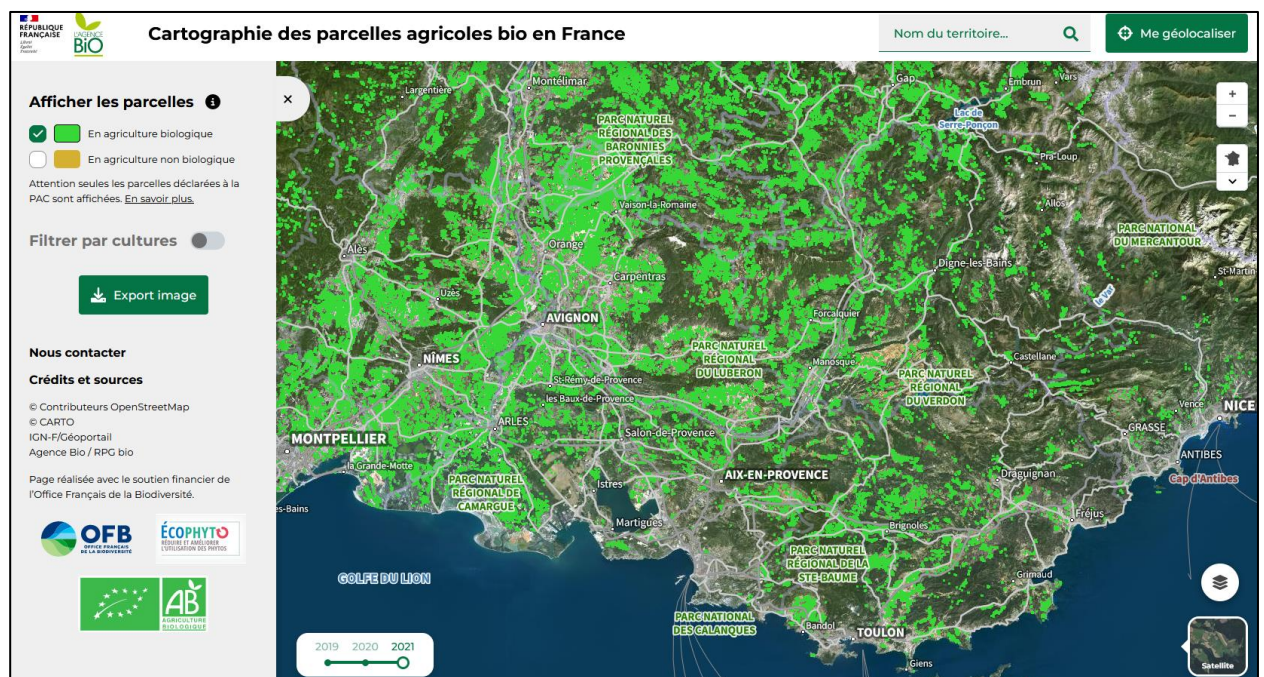 RÉPUBLIQUE
FRANÇAISE
Liberté
Égalité
Fraternité
L'AGENCE
BIO
Cartographie des parcelles agricoles bio en France
Nom du territoire...
Me géolocaliser
Afficher les parcelles
En agriculture biologique
En agriculture non biologique
Attention seules les parcelles déclarées à la
PAC sont affichées. En savoir plus.
Filtrer par cultures
Export image
Nous contacter
Crédits et sources
© Contributeurs OpenStreetMap
© CARTO
IGN-F/Géoportail
Agence Bio / RPG bio
Page réalisée avec le soutien financier de
l'Office Français de la Biodiversité.
OFB
OFFICE FRANÇAIS
DE LA BIODIVERSITÉ
ÉCOPHYTO
RÉDUIRE ET AMÉLIORER
L'UTILISATION DES PHYTOS
AB
AGRICULTURE
BIOLOGIQUE
×
Montélimar
Largentière
Gap
Embrun
Vars
Lac de
Serre-Ponçon
+
−
PARC NATUREL
RÉGIONAL DES
BARONNIES
PROVENÇALES
Pra-Loup
Vaison-la-Romaine
Allos
PARC NATIONAL
DU MERCANTOUR
Alès
Orange
Digne-les-Bains
St-Martin
Carpentras
Uzès
le Var
AVIGNON
Forcalquier
NÎMES
PARC NATUREL
RÉGIONAL
DU LUBERON
Manosque
Castellane
St-Rémy-de-Provence
PARC NATUREL
RÉGIONAL
DU VERDON
les Baux-de-Provence
Vence
NICE
ARLES
Salon-de-Provence
GRASSE
MONTPELLIER
ANTIBES
la Grande-Motte
AIX-EN-PROVENCE
Draguignan
Cap d'Antibes
PARC NATUREL
RÉGIONAL DE
CAMARGUE
Istres
es-Bains
Martigues
Brignoles
Fréjus
PARC NATUREL
RÉGIONAL DE LA
STE-BAUME
Grimaud
GOLFE DU LION
PARC NATIONAL
DES CALANQUES
Bandol
TOULON
2019 2020 2021
Giens
Satellite